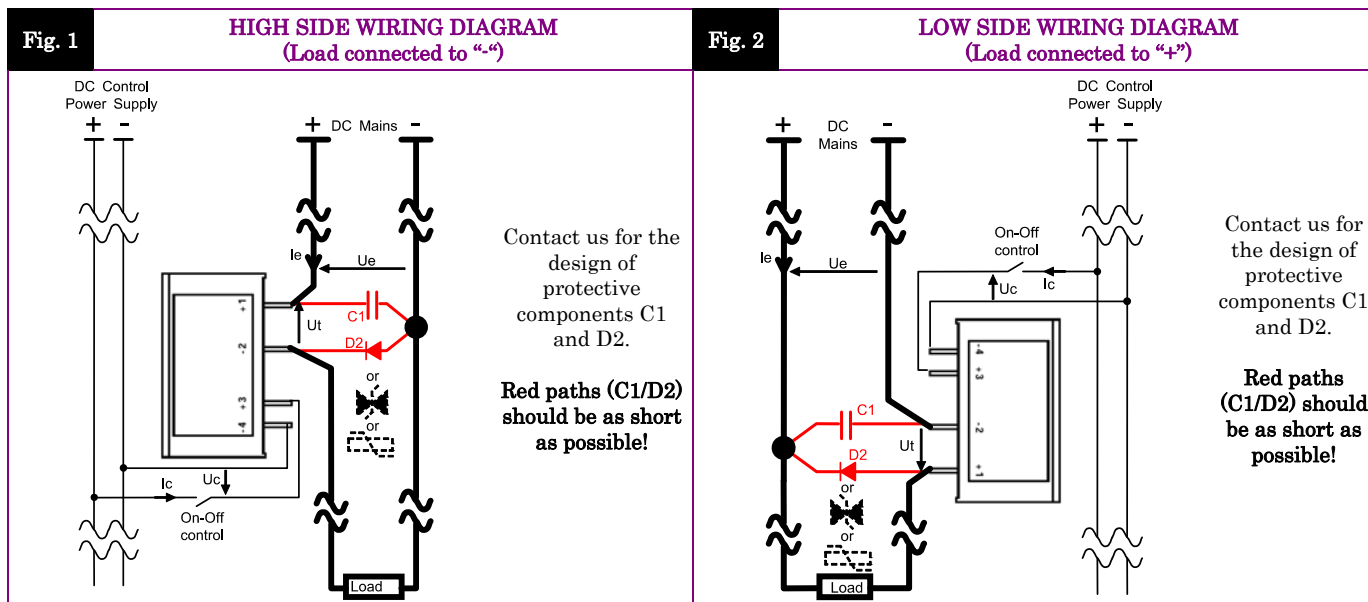 Fig. 1
HIGH SIDE WIRING DIAGRAM
(Load connected to “-“)
DC Control
Power Supply
+ -
+ DC Mains -
Ie
Ue
+1
C1
Ut
-2
D2
or
or
+3
-4
Ic
Uc
On-Off
control
Load
Contact us for the
design of
protective
components C1
and D2.
Red paths (C1/D2)
should be as short
as possible!
Fig. 2
LOW SIDE WIRING DIAGRAM
(Load connected to “+”)
DC Control
Power Supply
+ -
+ DC -
Mains
Ie
Ue
On-Off
control
Uc
Ic
-4
+3
C1
-2
Ut
D2
+1
or
or
Load
Contact us for
the design of
protective
components C1
and D2.
Red paths
(C1/D2) should
be as short as
possible!